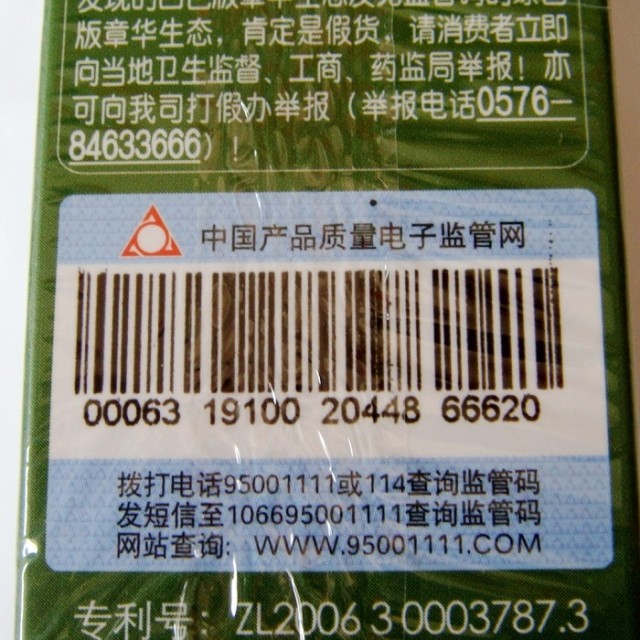 版章华生态，肯定是假货，请消费者立即
向当地卫生监督、工商、药监局举报！亦
可向我司打假办举报（举报电话0576-
84633666）！
中国产品质量电子监管网
00063 19100 20448 66620
拨打电话95001111或114查询监管码
发短信至106695001111查询监管码
网站查询：WWW.95001111.COM
专利号：ZL2006 3 0003787.3